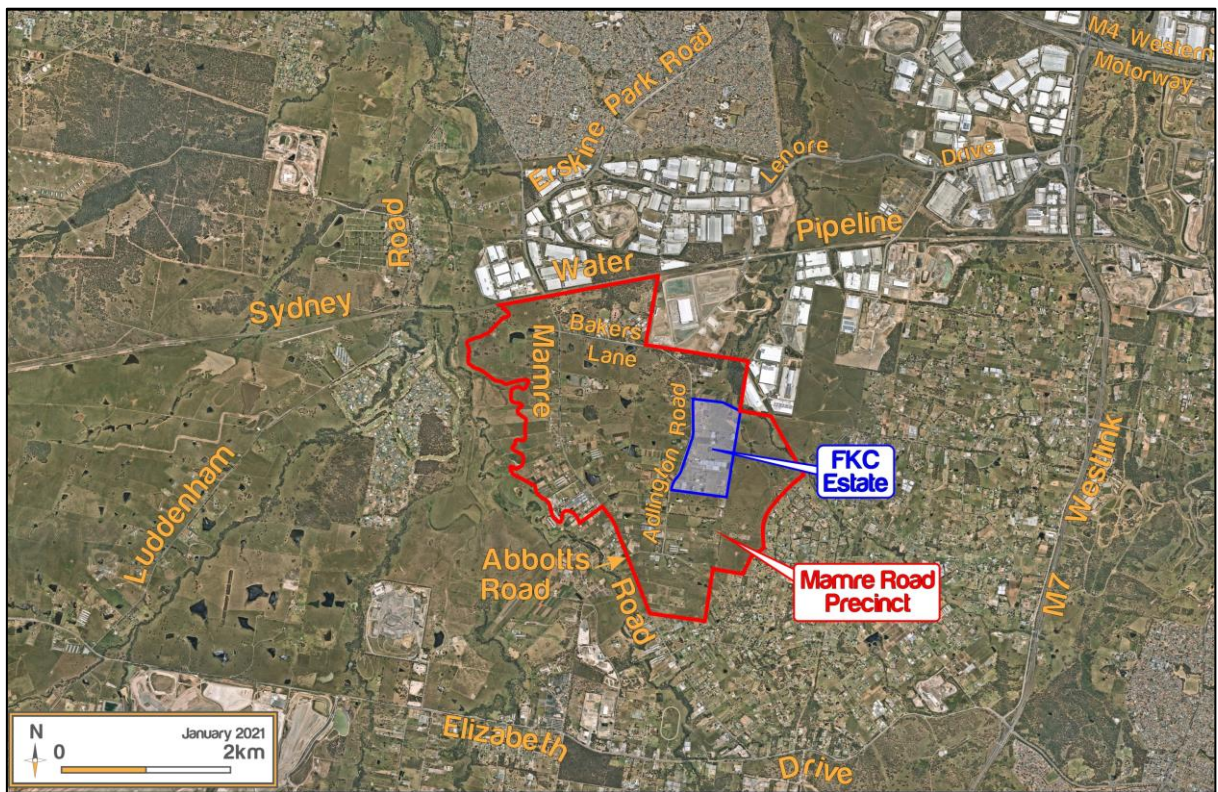 M4 Western
Motorway
Erskine Park Road
Lenore
Drive
Pipeline
Water
Road
Sydney
Bakers
Lane
Mamre
Adlington Road
FKC
Estate
Westlink
Luddenham
Abbotts
Road
Mamre Road
Precinct
M7
Road
Elizabeth
Drive
N
January 2021
0 2km